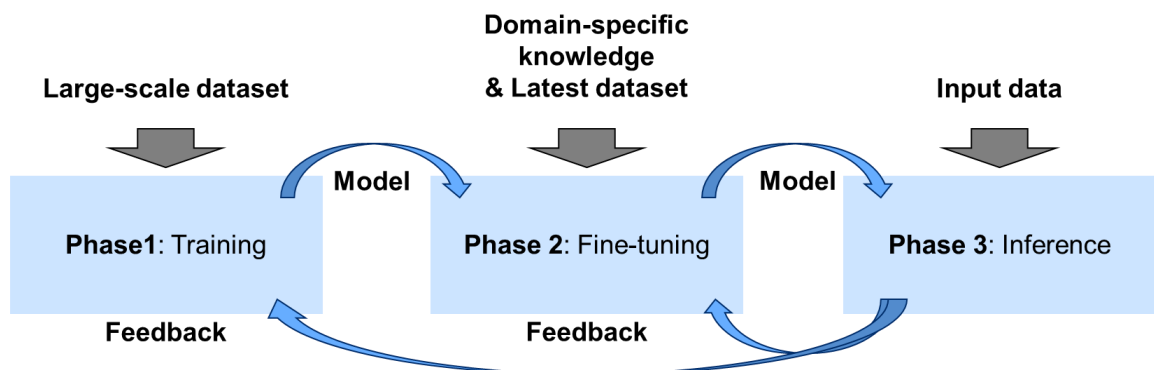 Domain-specific
knowledge
& Latest dataset
Large-scale dataset
Input data
Model
Model
Phase1: Training
Phase 2: Fine-tuning
Phase 3: Inference
Feedback
Feedback